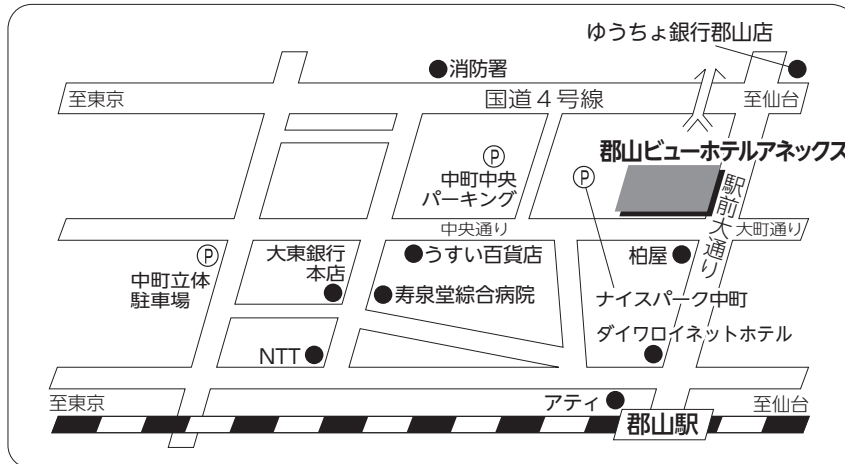 ゆうちょ銀行郡山店
消防署
至東京
国道４号線
至仙台
郡山ビューホテルアネックス
P
中町中央
パーキング
P
駅前大通り
中央通り
大町通り
P
中町立体
駐車場
大東銀行
本店
うすい百貨店
柏屋
寿泉堂綜合病院
ナイスパーク中町
ダイワロイネットホテル
NTT
至東京
アティ
郡山駅
至仙台